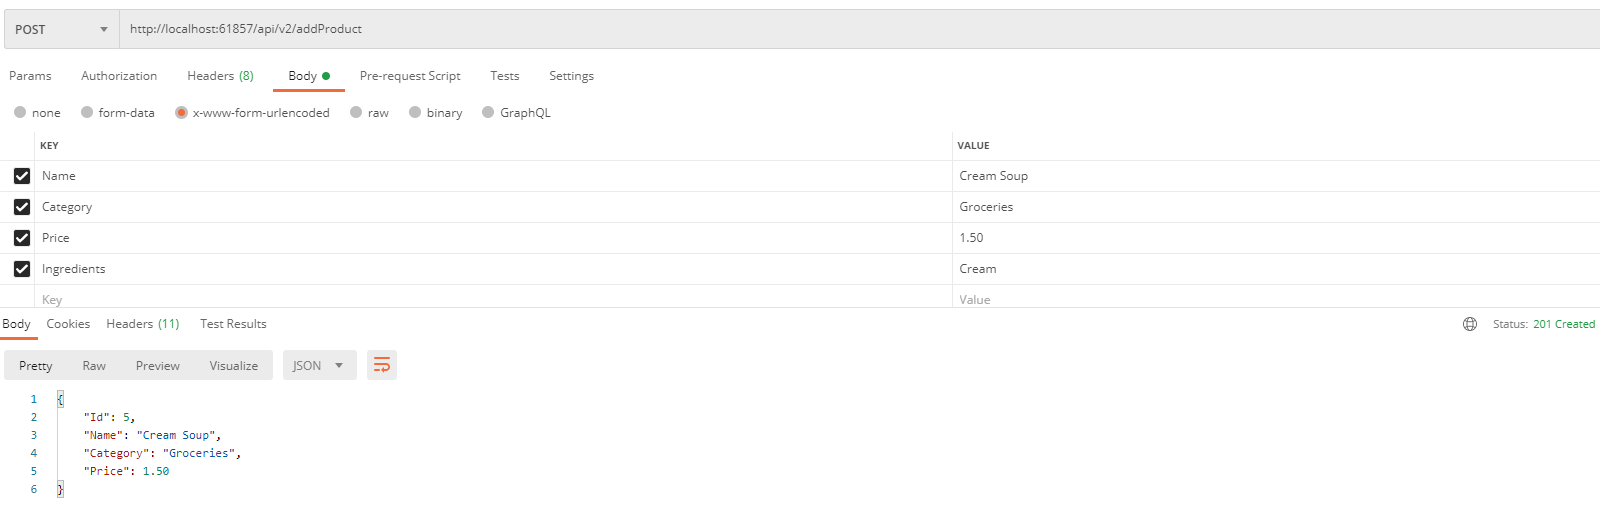 POST http://localhost:61857/api/v2/addProduct
Params Authorization Headers (8) Body Pre-request Script Tests Settings
none form-data x-www-form-urlencoded raw binary GraphQL
KEY VALUE
Name Cream Soup
Category Groceries
Price 1.50
Ingredients Cream
Key Value
Body Cookies Headers (11) Test Results Status: 201 Created
Pretty Raw Preview Visualize JSON
1 {
2 "Id": 5,
3 "Name": "Cream Soup",
4 "Category": "Groceries",
5 "Price": 1.50
6 }